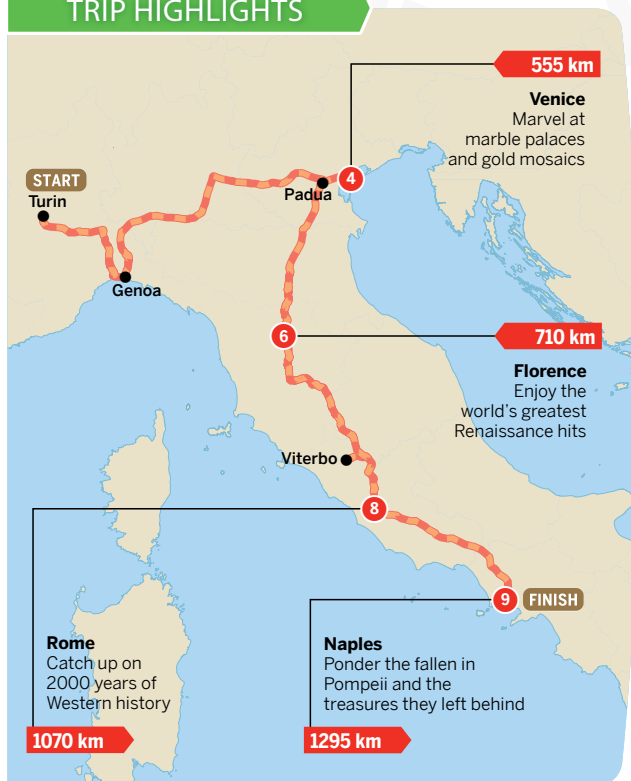 TRIP HIGHLIGHTS
555 km
Venice
Marvel at
marble palaces
and gold mosaics
START
Turin
Padua
4
Genoa
6
710 km
Florence
Enjoy the
world's greatest
Renaissance hits
Viterbo
8
9
FINISH
Rome
Catch up on
2000 years of
Western history
1070 km
Naples
Ponder the fallen in
Pompeii and the
treasures they left behind
1295 km